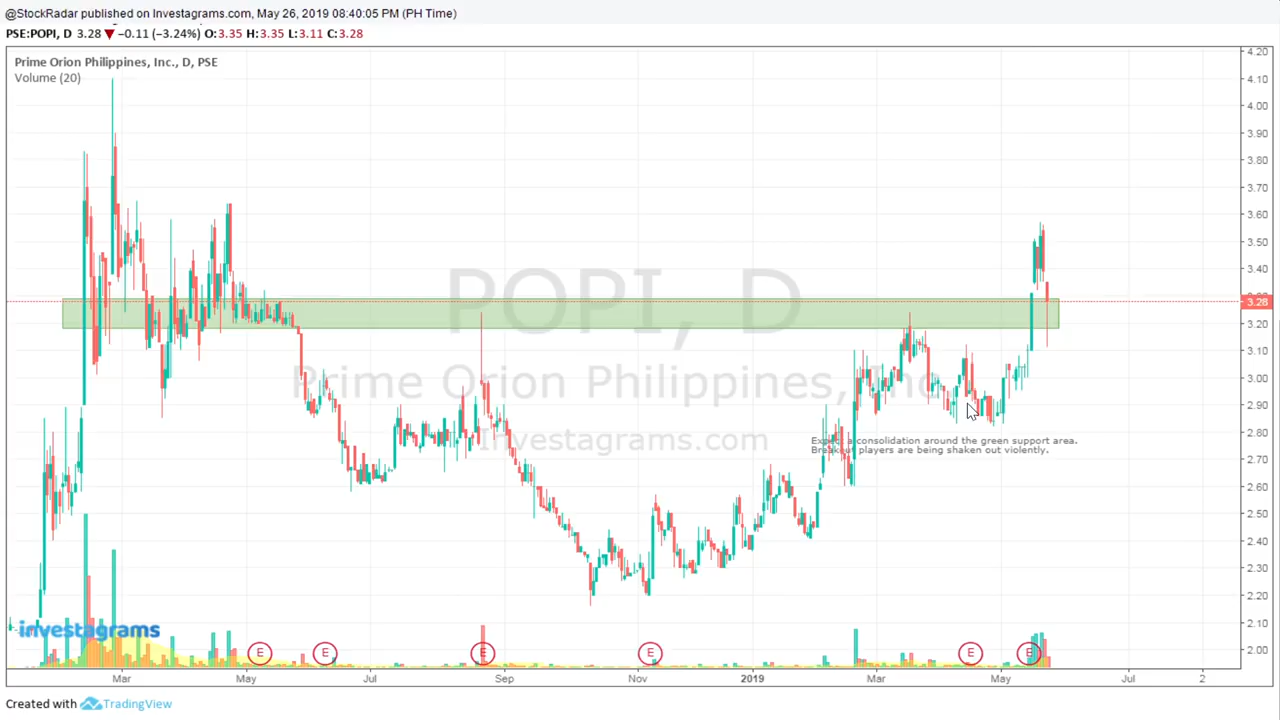 @StockRadar published on Investagrams.com, May 26, 2019 08:40:05 PM (PH Time)
PSE:POPI, D 3.28 ▼ −0.11 (−3.24%) O:3.35 H:3.35 L:3.11 C:3.28
Prime Orion Philippines, Inc., D, PSE
Volume (20)
POPI, D
Prime Orion Philippines, Inc.
Investagrams.com
Expect a consolidation around the green support area.
Breakout players are being shaken out violently.
investagrams
E E E E E E
4.20
4.10
4.00
3.90
3.80
3.70
3.60
3.50
3.40
3.28
3.20
3.10
3.00
2.90
2.80
2.70
2.60
2.50
2.40
2.30
2.20
2.10
2.00
Mar May Jul Sep Nov 2019 Mar May Jul 2
Created with TradingView